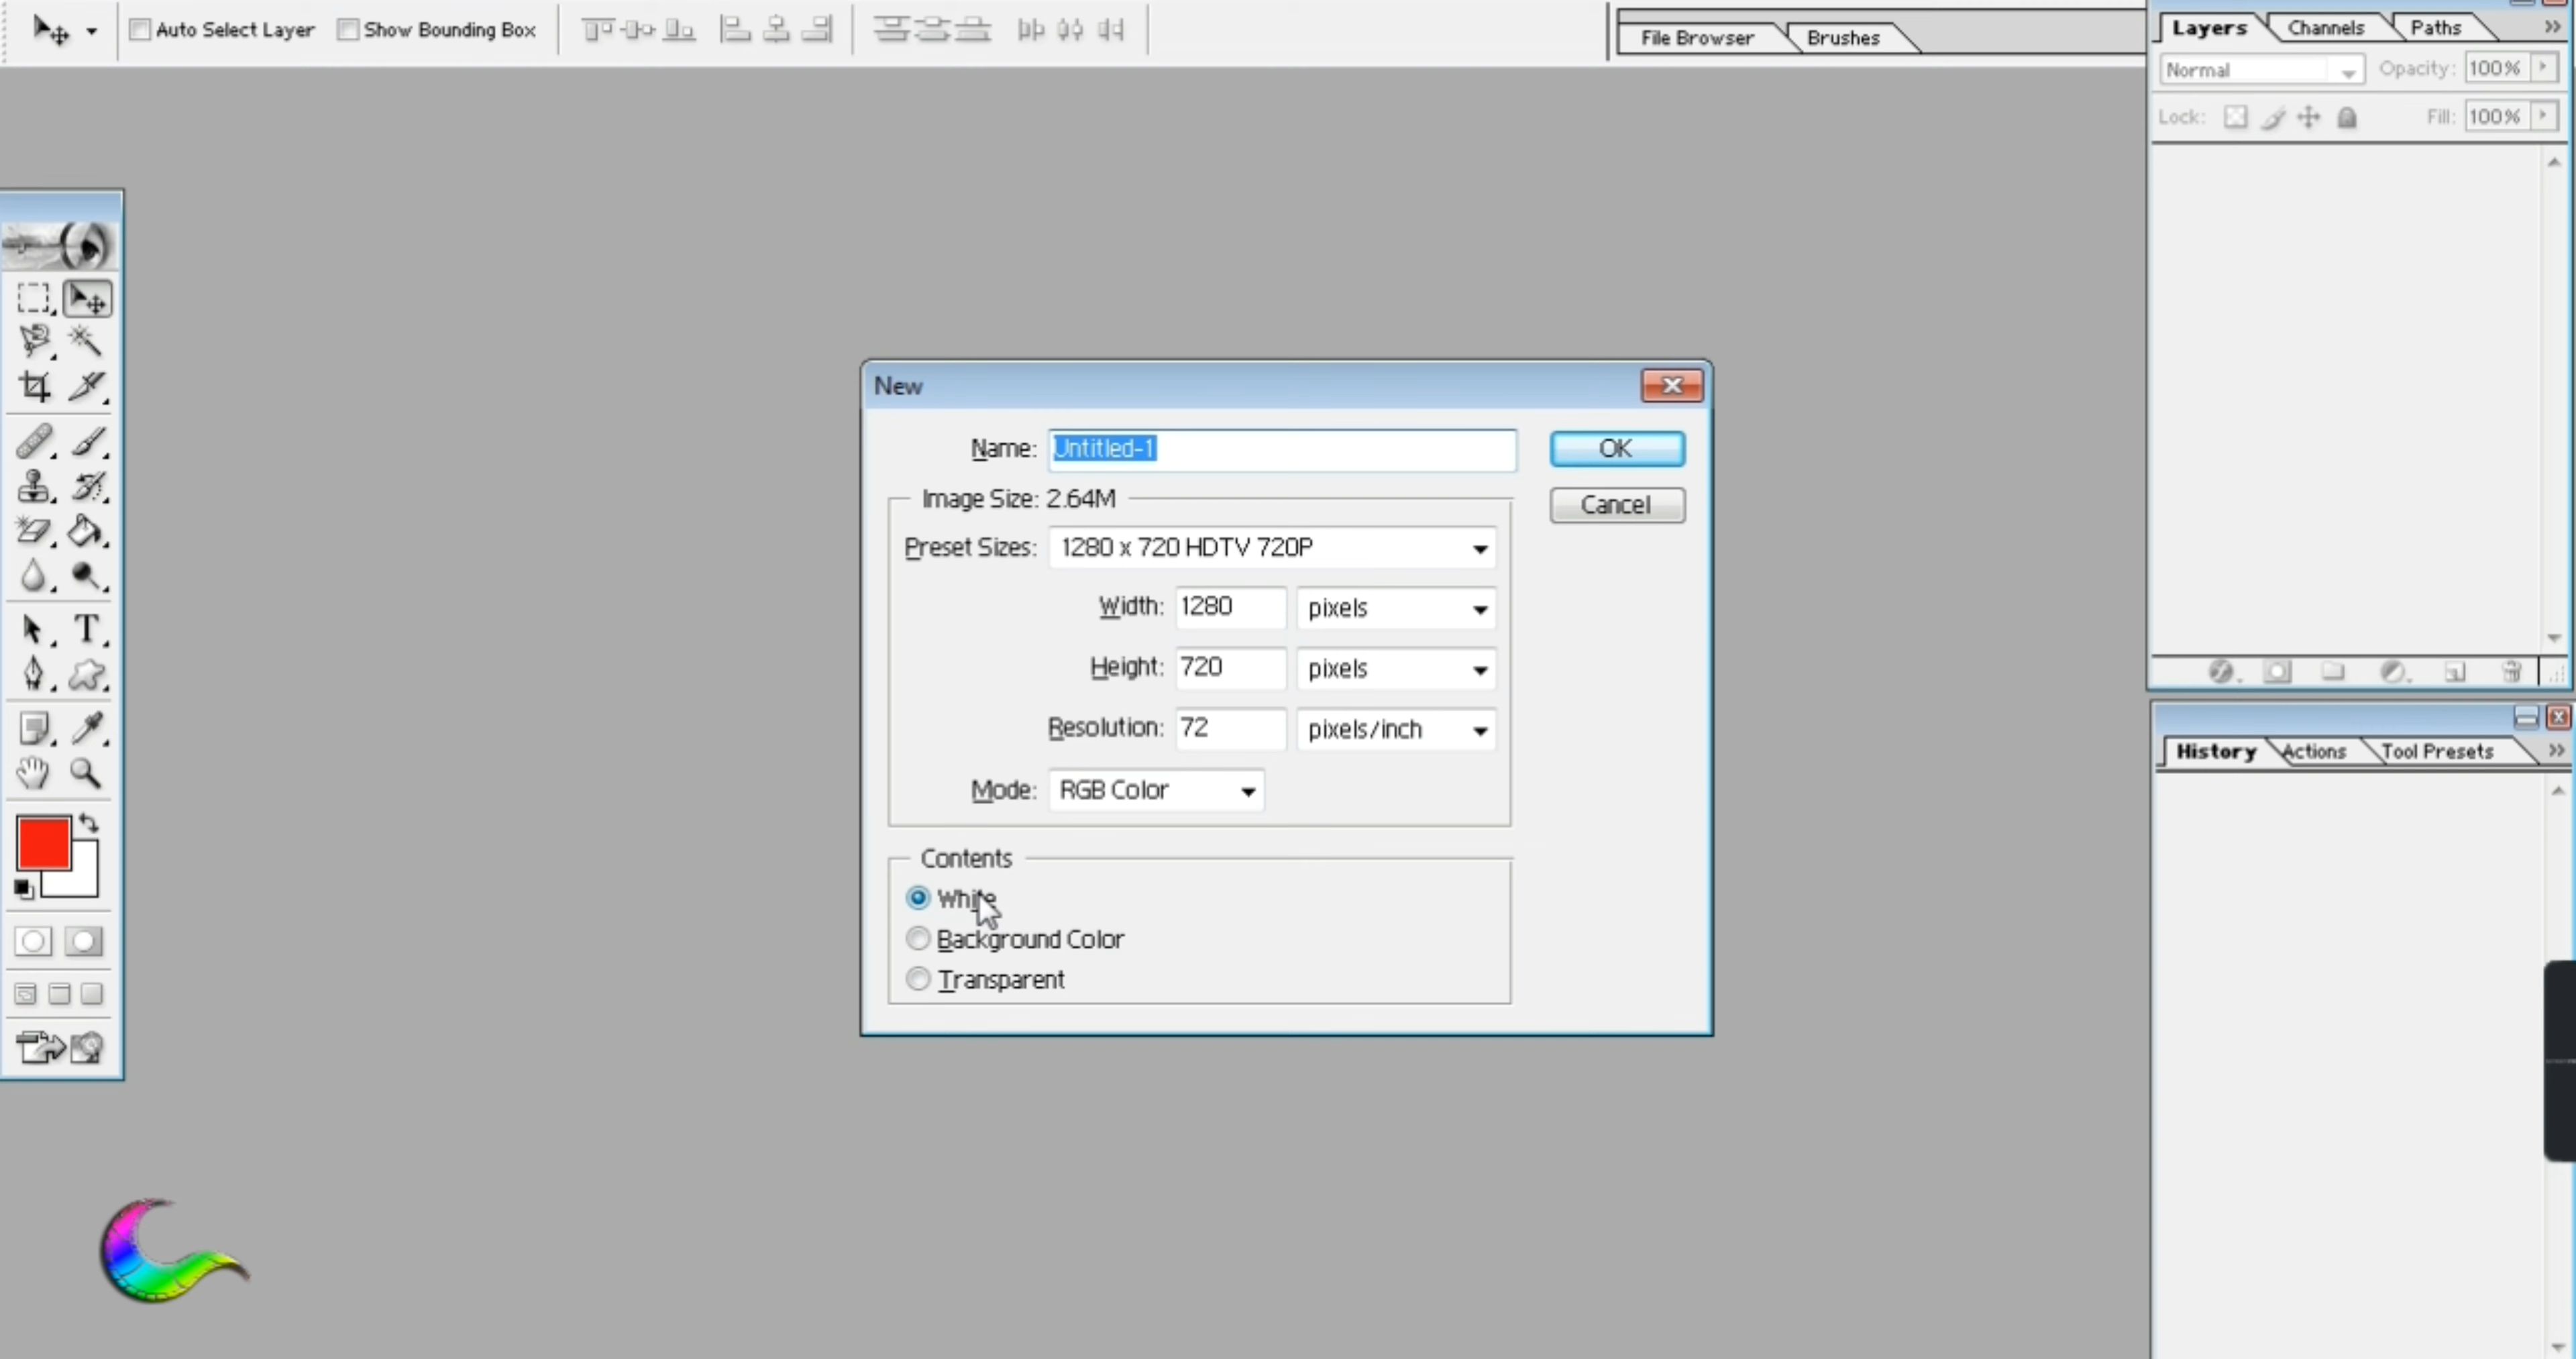 Auto Select Layer Show Bounding Box
File Browser Brushes
Layers Channels Paths
Normal Opacity: 100%
Lock: Fill: 100%
New
Name: Untitled-1 OK
Image Size: 2.64M
Cancel
Preset Sizes: 1280 x 720 HDTV 720P
Width: 1280 pixels
Height: 720 pixels
Resolution: 72 pixels/inch
Mode: RGB Color
Contents
White
Background Color
Transparent
History Actions Tool Presets